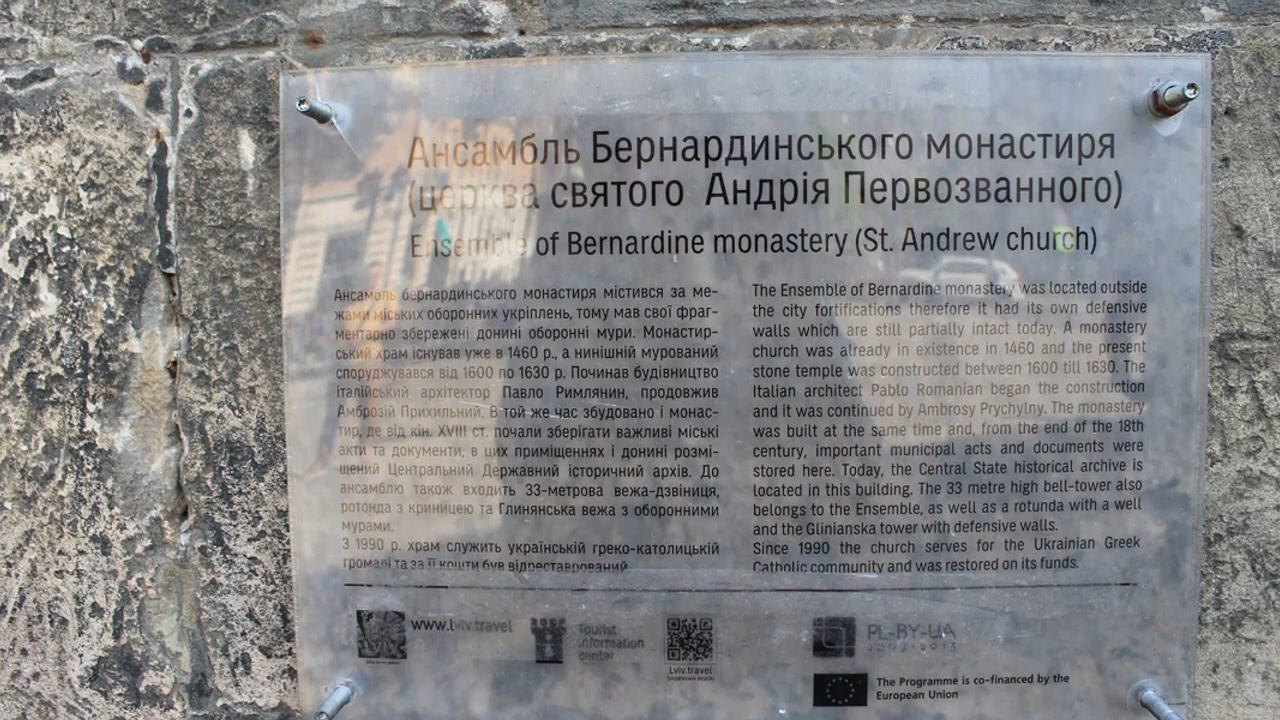 Ансамбль Бернардинського монастиря
(церква святого Андрія Первозванного)
Ensemble of Bernardine monastery (St. Andrew church)
Ансамбль бернардинського монастиря містився за ме-
жами міських оборонних укріплень, тому мав свої фраг-
ментарно збережені донині оборонні мури. Монастир-
ський храм існував уже в 1460 р., а нинішній мурований
споруджувався від 1600 по 1630 р. Починав будівництво
італійський архітектор Павло Римлянин, продовжив
Амброзій Прихильний. В той же час збудовано і монас-
тир, де від кін. XVIII ст. почали зберігати важливі міські
акти та документи, в цих приміщеннях і донині розмі-
щений Центральний Державний історичний архів. До
ансамблю також входить 33-метрова вежа-дзвіниця,
ротонда з криницею та Глинянська вежа з оборонними
мурами.
З 1990 р. храм служить українській греко-католицькій
громаді та за її кошти був відреставрований
The Ensemble of Bernardine monastery was located outside
the city fortifications therefore it had its own defensive
walls which are still partially intact today. A monastery
church was already in existence in 1460 and the present
stone temple was constructed between 1600 till 1630. The
Italian architect Pablo Romanian began the construction
and it was continued by Ambrosy Prychylny. The monastery
was built at the same time and, from the end of the 18th
century, important municipal acts and documents were
stored here. Today, the Central State historical archive is
located in this building. The 33 metre high bell-tower also
belongs to the Ensemble, as well as a rotunda with a well
and the Glinianska tower with defensive walls.
Since 1990 the church serves for the Ukrainian Greek
Catholic community and was restored on its funds.
www.lviv.travel
Tourist
information
center
Lviv.travel
PL-BY-UA
2007-2013
The Programme is co-financed by the
European Union